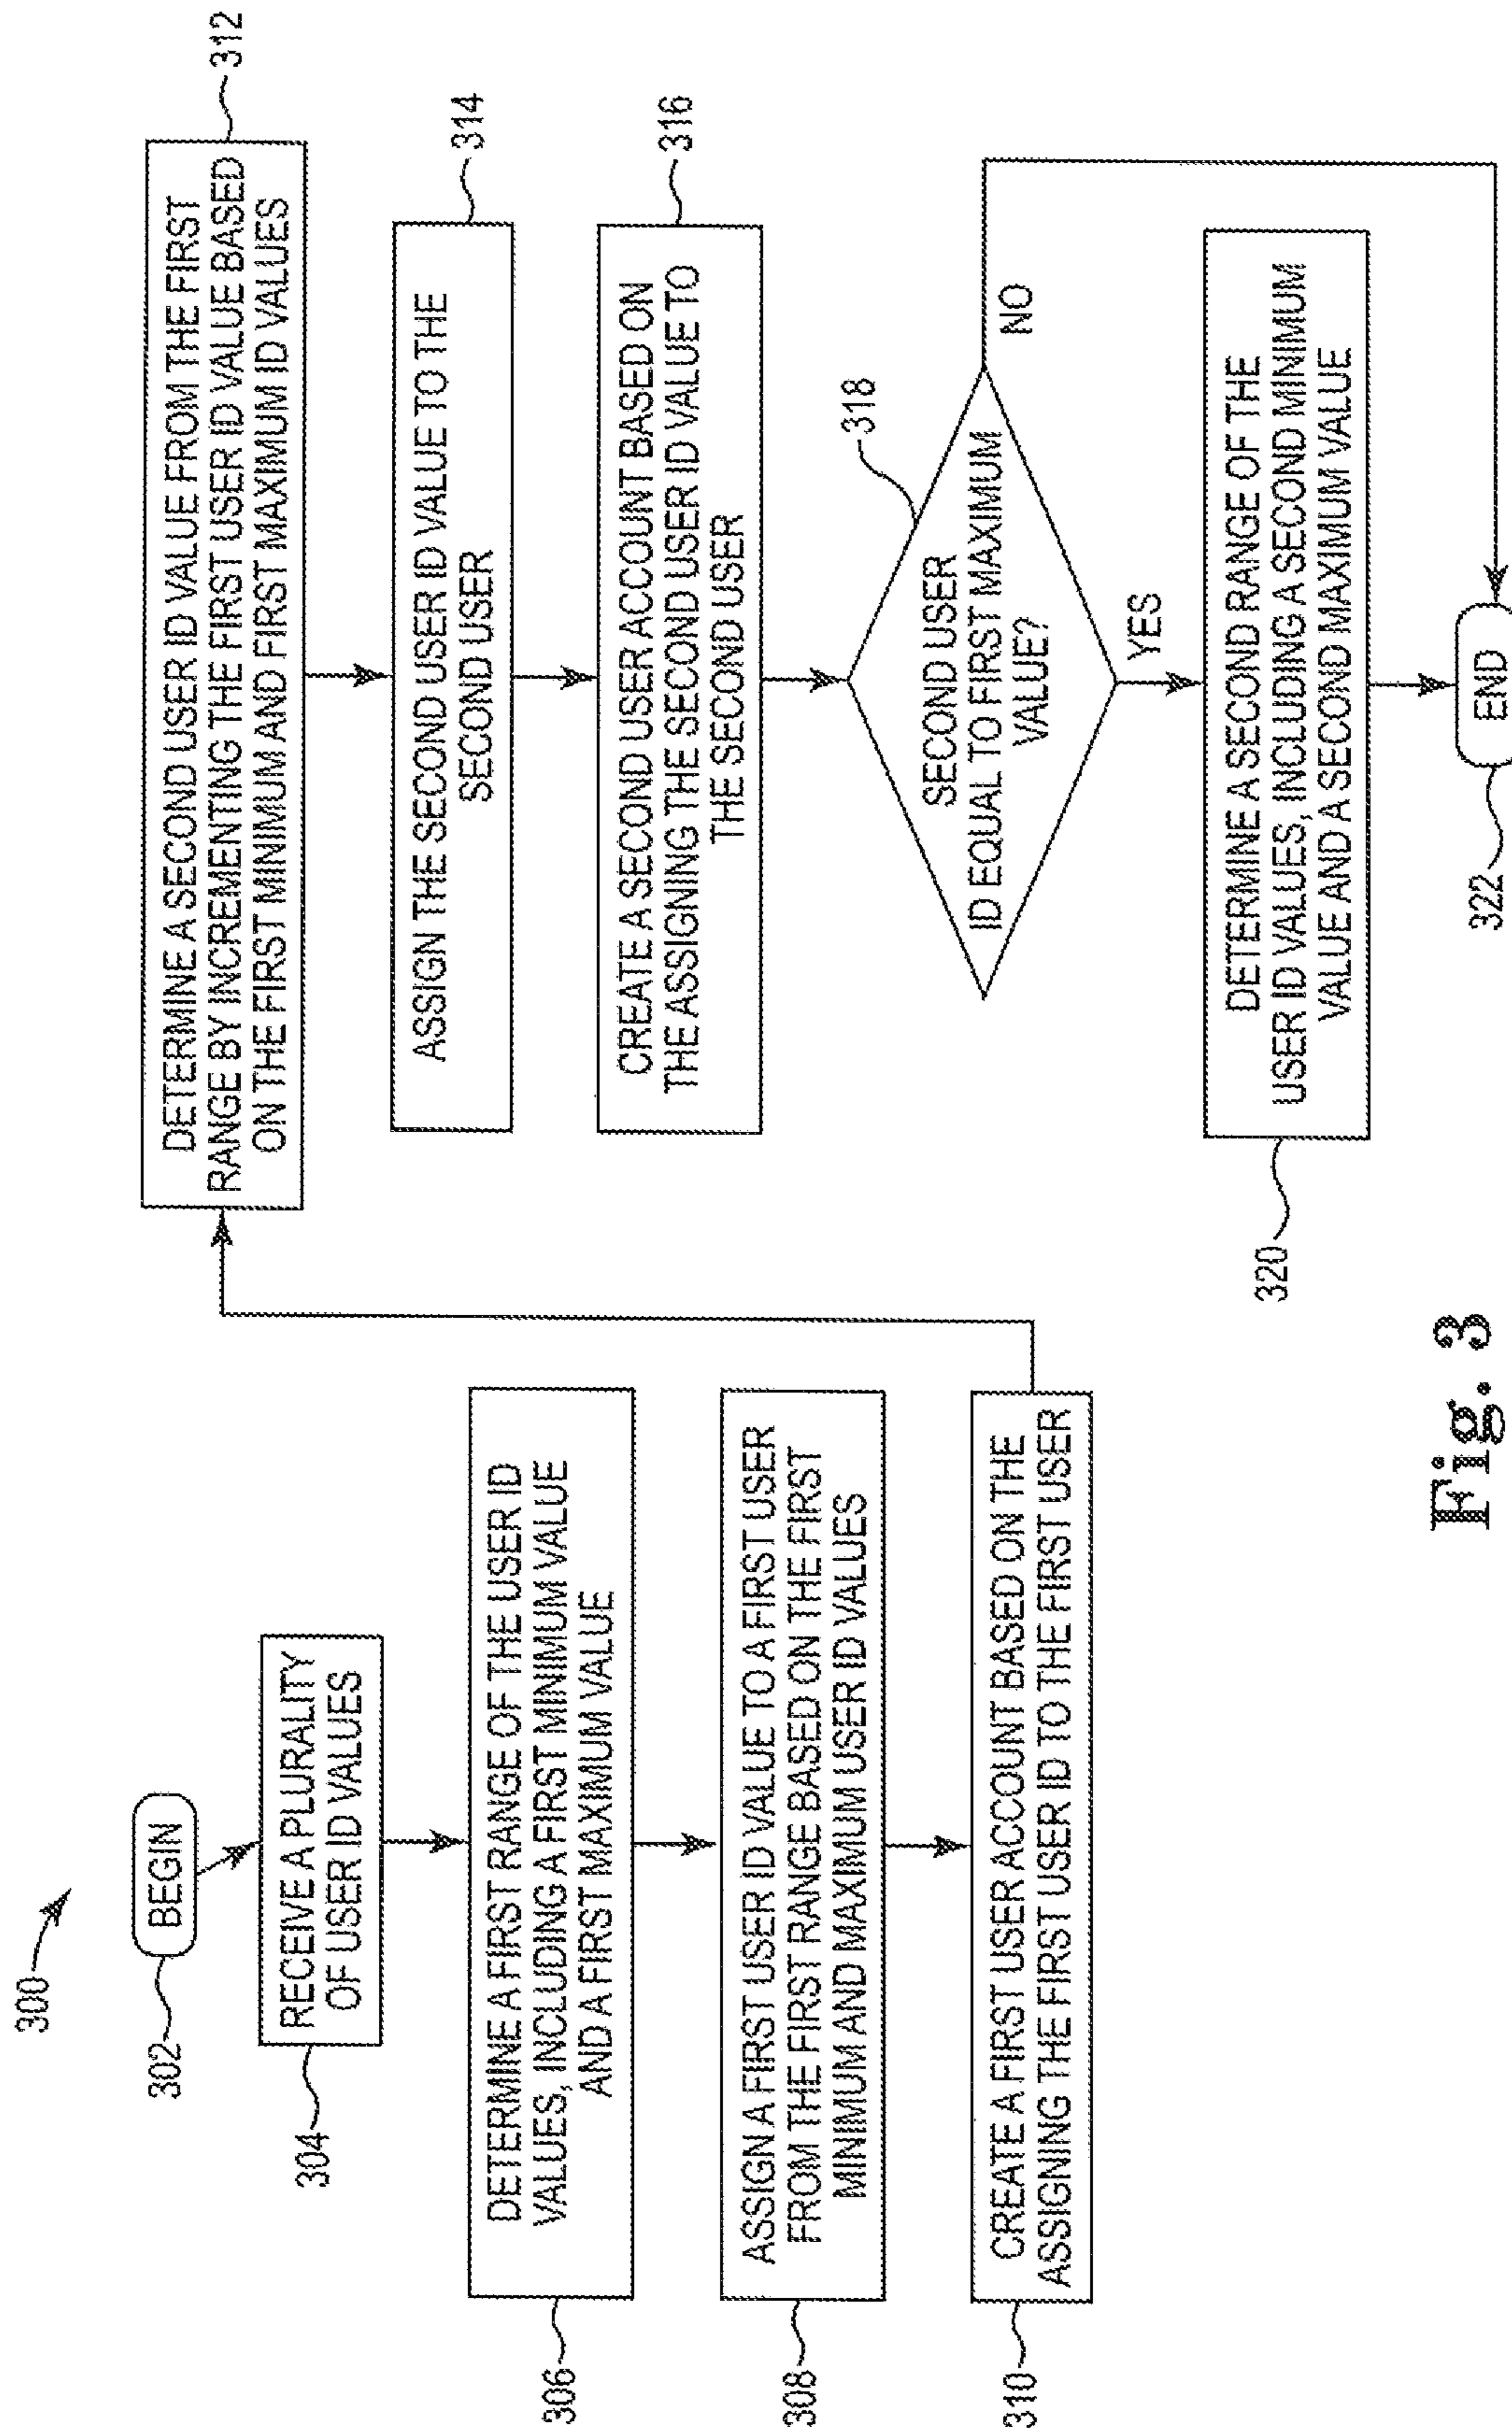 300
302
BEGIN
304
RECEIVE A PLURALITY
OF USER ID VALUES
306
DETERMINE A FIRST RANGE OF THE USER ID
VALUES, INCLUDING A FIRST MINIMUM VALUE
AND A FIRST MAXIMUM VALUE
308
ASSIGN A FIRST USER ID VALUE TO A FIRST USER
FROM THE FIRST RANGE BASED ON THE FIRST
MINIMUM AND MAXIMUM USER ID VALUES
310
CREATE A FIRST USER ACCOUNT BASED ON THE
ASSIGNING THE FIRST USER ID TO THE FIRST USER
312
DETERMINE A SECOND USER ID VALUE FROM THE FIRST
RANGE BY INCREMENTING THE FIRST USER ID VALUE BASED
ON THE FIRST MINIMUM AND FIRST MAXIMUM ID VALUES
314
ASSIGN THE SECOND USER ID VALUE TO THE
SECOND USER
316
CREATE A SECOND USER ACCOUNT BASED ON
THE ASSIGNING THE SECOND USER ID VALUE TO
THE SECOND USER
318
SECOND USER
ID EQUAL TO FIRST MAXIMUM
VALUE?
NO
YES
320
DETERMINE A SECOND RANGE OF THE
USER ID VALUES, INCLUDING A SECOND MINIMUM
VALUE AND A SECOND MAXIMUM VALUE
322
END
Fig. 3